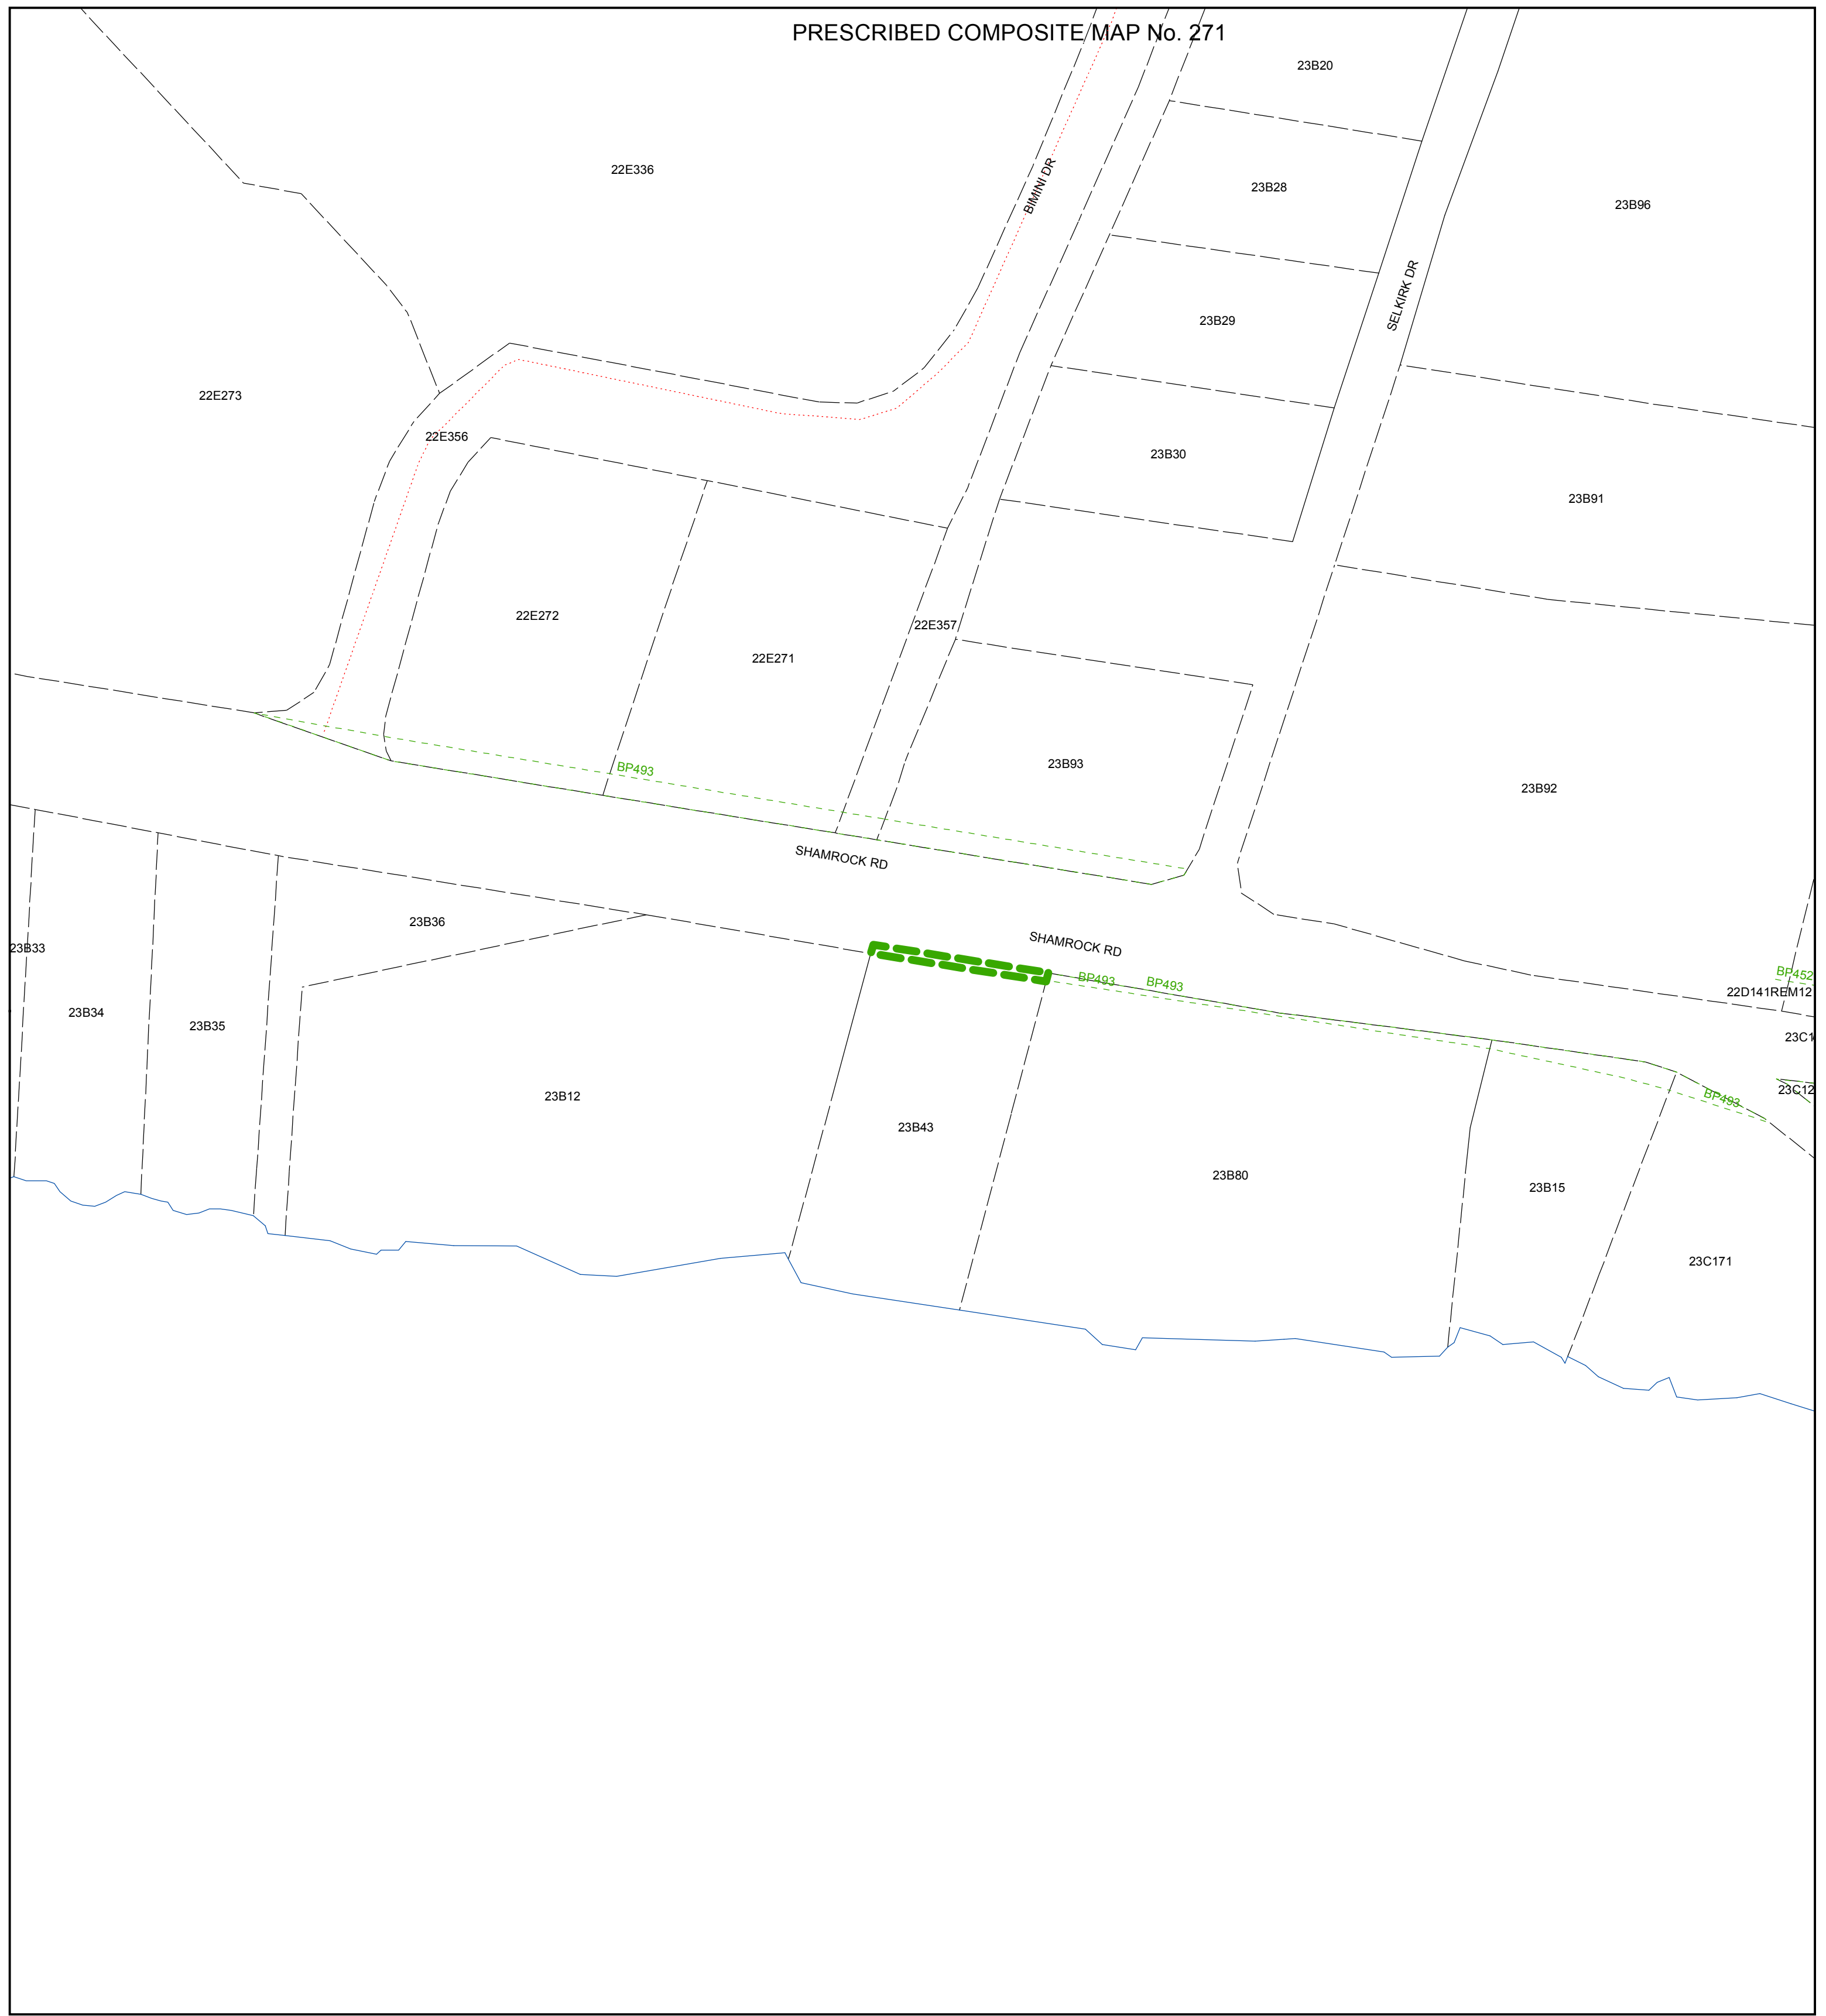 PRESCRIBED COMPOSITE MAP No. 271
23B20
22E336
BIMINI DR
23B28
23B96
SELKIRK DR
23B29
22E273
22E356
23B30
23B91
22E272
22E357
22E271
BP493
23B93
23B92
SHAMROCK RD
23B36
23B33
SHAMROCK RD
BP493
BP493
BP452
22D141REM12
23B34
23B35
23C1
23C12
23B12
BP493
23B43
23B80
23B15
23C171